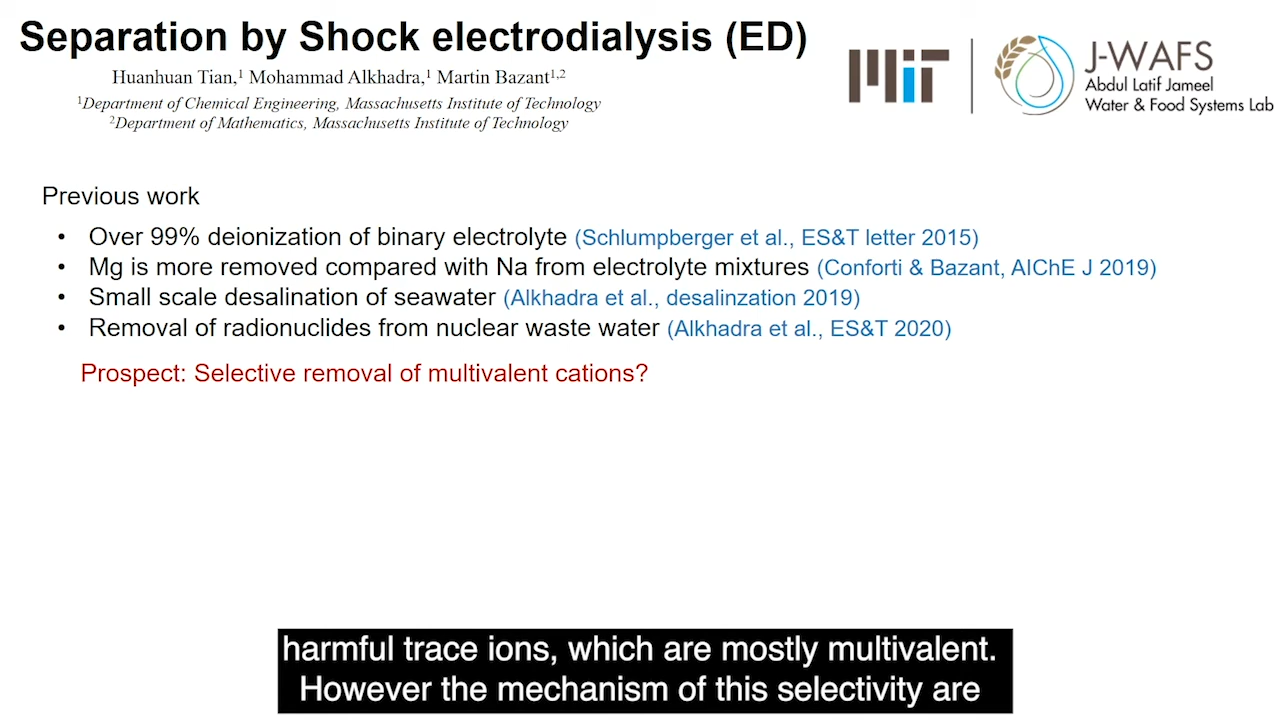 Separation by Shock electrodialysis (ED)
Huanhuan Tian,¹ Mohammad Alkhadra,¹ Martin Bazant¹,²
¹Department of Chemical Engineering, Massachusetts Institute of Technology
²Department of Mathematics, Massachusetts Institute of Technology
MIT
J-WAFS
Abdul Latif Jameel
Water & Food Systems Lab
Previous work
• Over 99% deionization of binary electrolyte (Schlumpberger et al., ES&T letter 2015)
• Mg is more removed compared with Na from electrolyte mixtures (Conforti & Bazant, AIChE J 2019)
• Small scale desalination of seawater (Alkhadra et al., desalinzation 2019)
• Removal of radionuclides from nuclear waste water (Alkhadra et al., ES&T 2020)
Prospect: Selective removal of multivalent cations?
harmful trace ions, which are mostly multivalent.
However the mechanism of this selectivity are